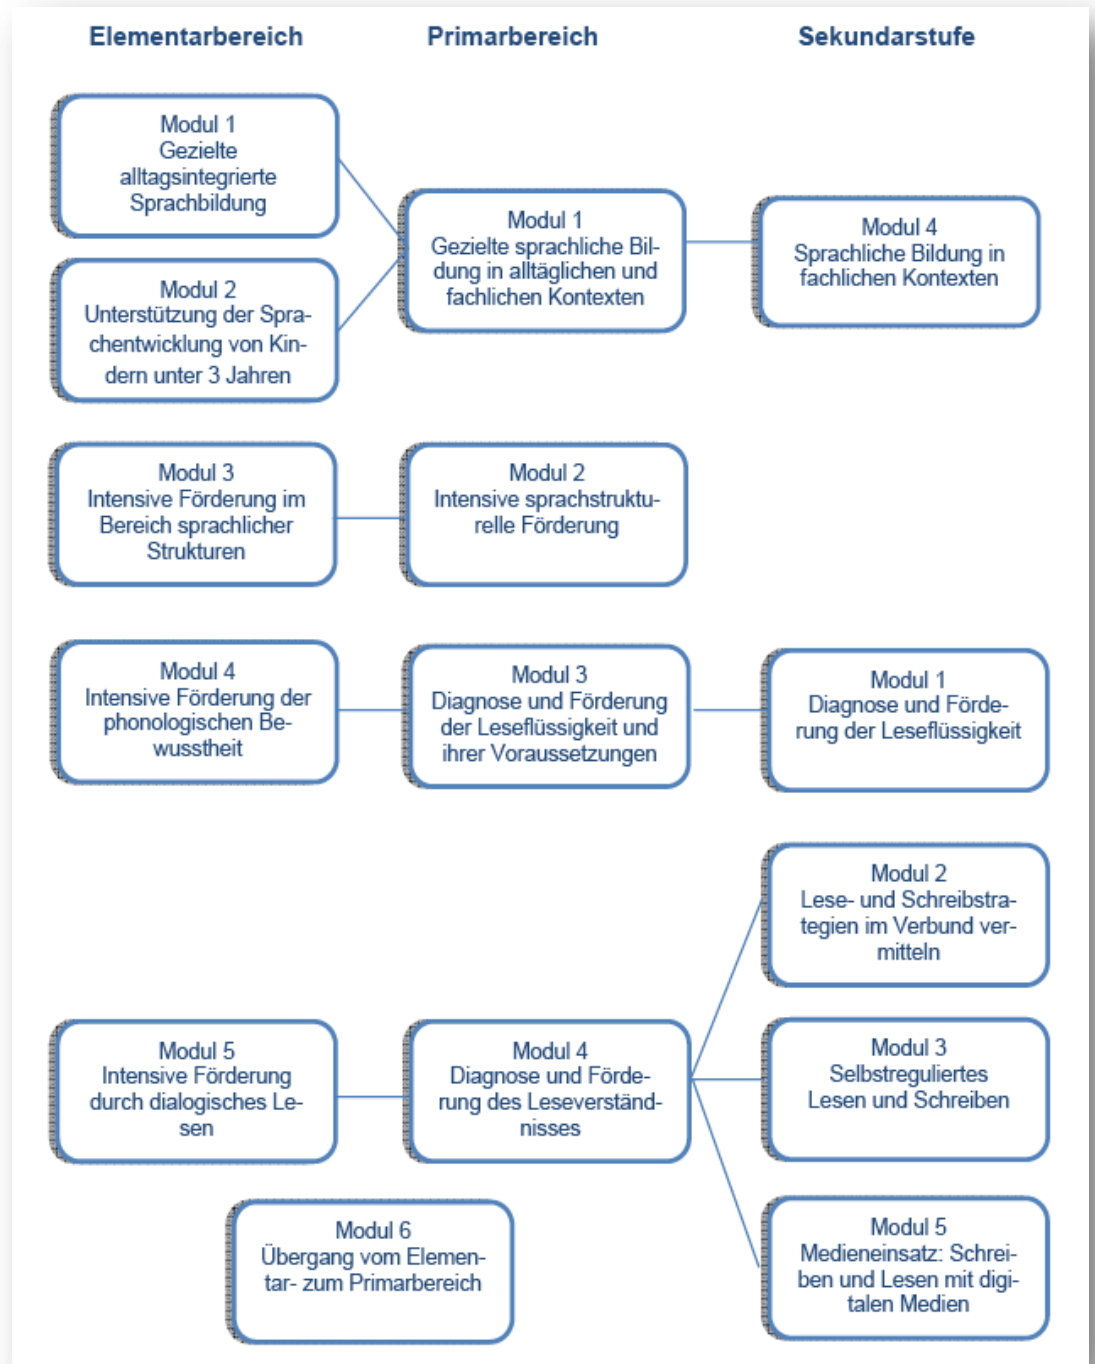 Elementarbereich
Primarbereich
Sekundarstufe
Modul 1
Gezielte
alltagsintegrierte
Sprachbildung
Modul 2
Unterstützung der Spra-
chentwicklung von Kin-
dern unter 3 Jahren
Modul 1
Gezielte sprachliche Bil-
dung in alltäglichen und
fachlichen Kontexten
Modul 4
Sprachliche Bildung in
fachlichen Kontexten
Modul 3
Intensive Förderung im
Bereich sprachlicher
Strukturen
Modul 2
Intensive sprachstruktu-
relle Förderung
Modul 4
Intensive Förderung der
phonologischen Be-
wusstheit
Modul 3
Diagnose und Förderung
der Leseflüssigkeit und
ihrer Voraussetzungen
Modul 1
Diagnose und Förde-
rung der Leseflüssigkeit
Modul 5
Intensive Förderung
durch dialogisches Le-
sen
Modul 4
Diagnose und Förde-
rung des Leseverständ-
nisses
Modul 2
Lese- und Schreibstra-
tegien im Verbund ver-
mitteln
Modul 3
Selbstreguliertes
Lesen und Schreiben
Modul 5
Medieneinsatz: Schrei-
ben und Lesen mit digi-
talen Medien
Modul 6
Übergang vom Elemen-
tar- zum Primarbereich